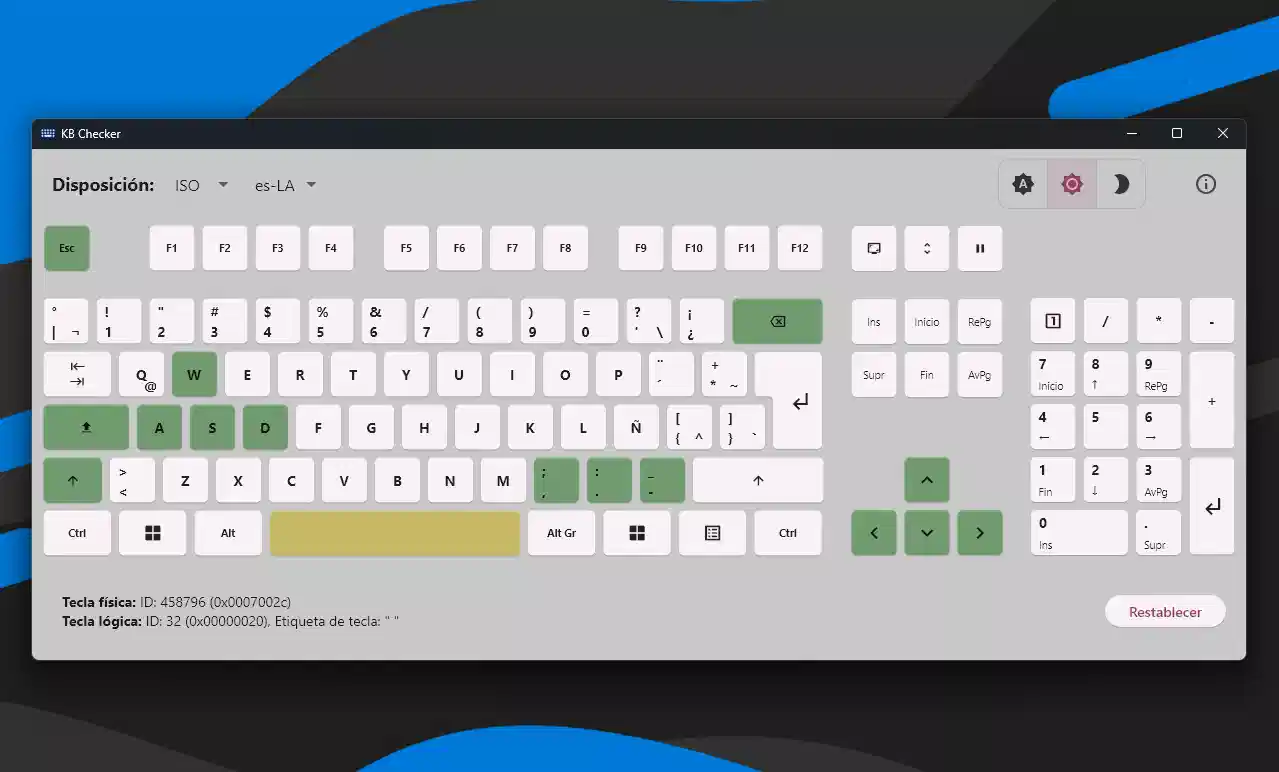 KB Checker
Disposición: ISO es-LA
A
Esc F1 F2 F3 F4 F5 F6 F7 F8 F9 F10 F11 F12
° ! " # $ % & / ( ) = ? ¡
| ¬ 1 2 3 4 5 6 7 8 9 0 ' \ ¿
Ins Inicio RePg
1 / * -
Q @ W E R T Y U I O P ¨ ´ + * ~
Supr Fin AvPg
7 Inicio 8 ↑ 9 RePg +
A S D F G H J K L Ñ [ { ^ ] } `
4 ← 5 6 →
> < Z X C V B N M ; , : . _ -
1 Fin 2 ↓ 3 AvPg
Ctrl Alt Alt Gr Ctrl
0 Ins . Supr
Tecla física: ID: 458796 (0x0007002c)
Tecla lógica: ID: 32 (0x00000020), Etiqueta de tecla: " "
Restablecer